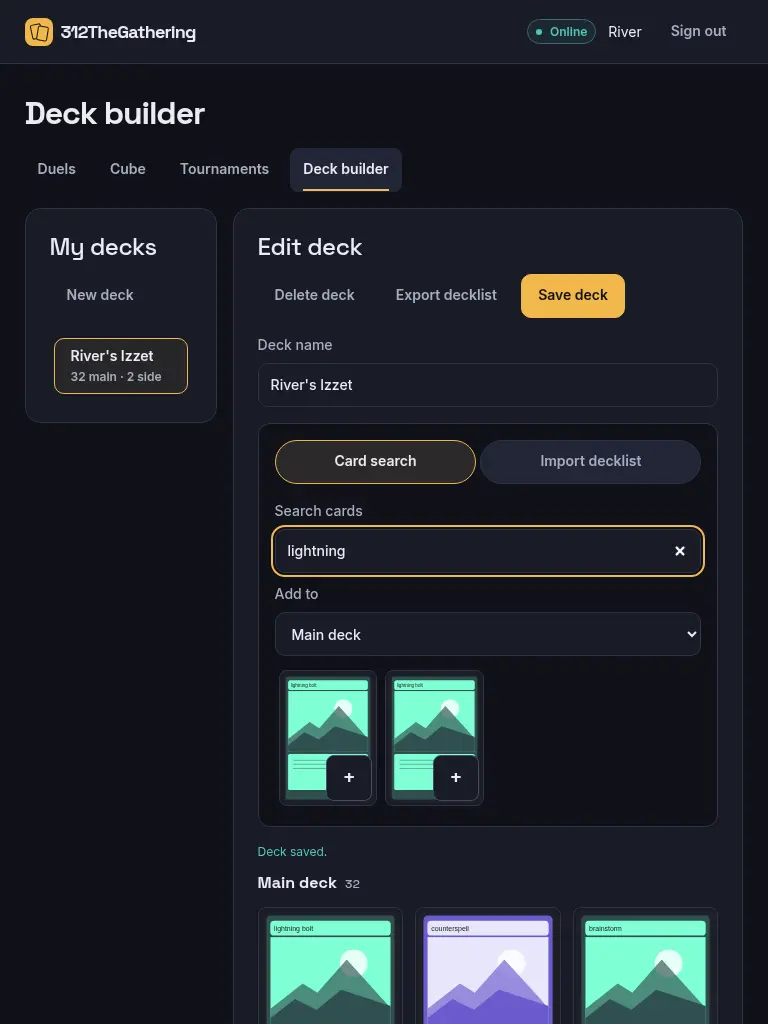 312TheGathering
Online
River
Sign out
Deck builder
Duels
Cube
Tournaments
Deck builder
My decks
New deck
River's Izzet
32 main · 2 side
Edit deck
Delete deck
Export decklist
Save deck
Deck name
River's Izzet
Card search
Import decklist
Search cards
lightning
×
Add to
Main deck
lightning bolt
lightning bolt
+
+
Deck saved.
Main deck 32
lightning bolt
counterspell
brainstorm